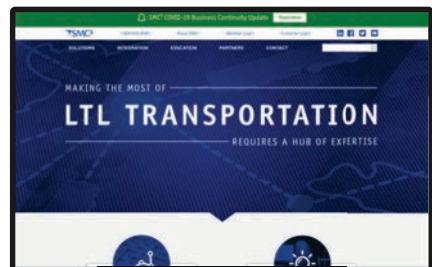 SMC³ COVID-19 Business Continuity Update
SMC³
SOLUTIONS INTEGRATION EDUCATION PARTNERS CONTACT
MAKING THE MOST OF
LTL TRANSPORTATION
REQUIRES A HUB OF EXPERTISE